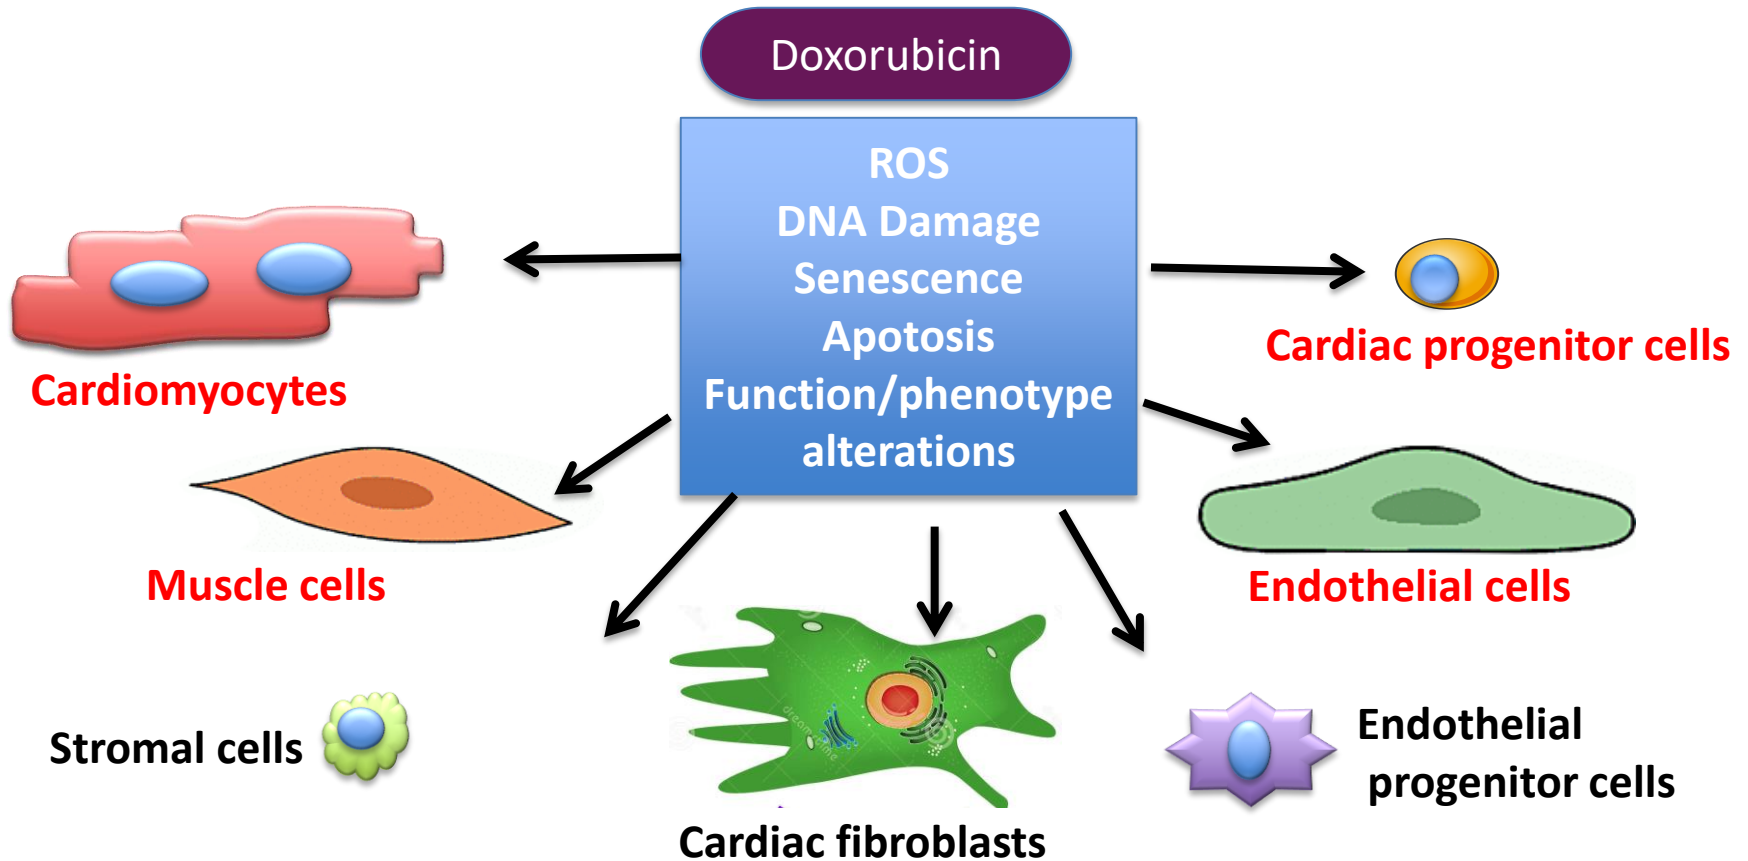 Doxorubicin
ROS
DNA Damage
Senescence
Apotosis
Function/phenotype
alterations
Cardiomyocytes
Cardiac progenitor cells
Muscle cells
Endothelial cells
Stromal cells
Endothelial
progenitor cells
Cardiac fibroblasts